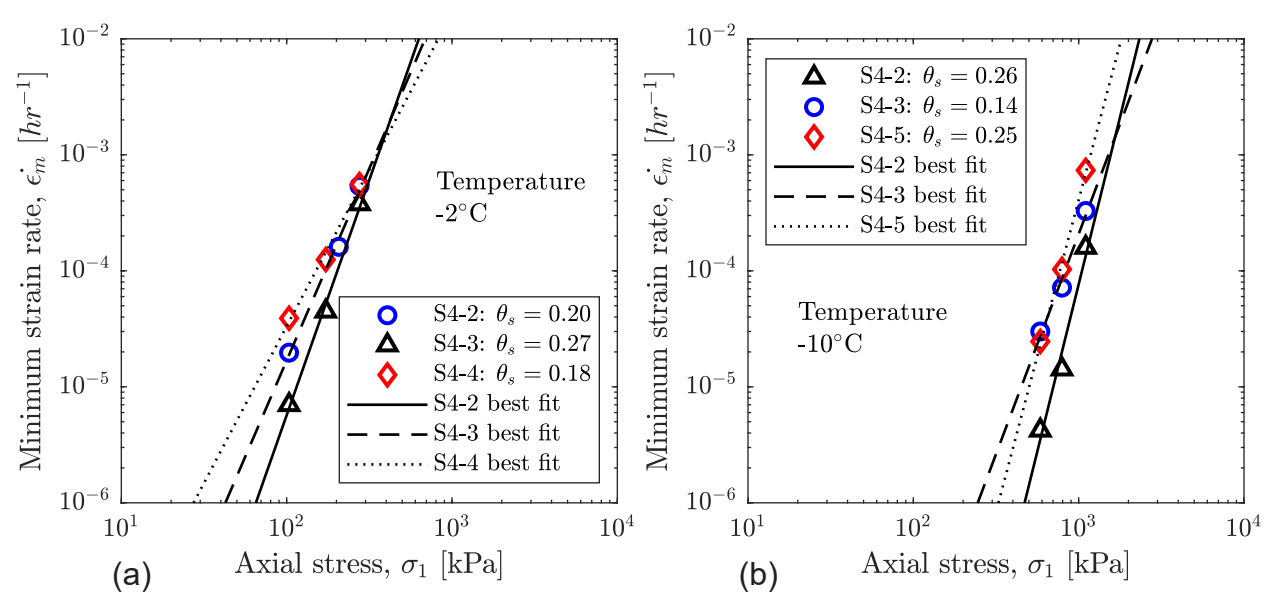 10^{-2}
10^{-3}
10^{-4}
10^{-5}
10^{-6}
Minimum strain rate, \dot{ϵ_m} [hr^{-1}]
Temperature
-2°C
S4-2: θ_s = 0.20
S4-3: θ_s = 0.27
S4-4: θ_s = 0.18
S4-2 best fit
S4-3 best fit
S4-4 best fit
10^1
10^2
10^3
10^4
Axial stress, σ_1 [kPa]
(a)
10^{-2}
10^{-3}
10^{-4}
10^{-5}
10^{-6}
Minimum strain rate, \dot{ϵ_m} [hr^{-1}]
S4-2: θ_s = 0.26
S4-3: θ_s = 0.14
S4-5: θ_s = 0.25
S4-2 best fit
S4-3 best fit
S4-5 best fit
Temperature
-10°C
10^1
10^2
10^3
10^4
Axial stress, σ_1 [kPa]
(b)